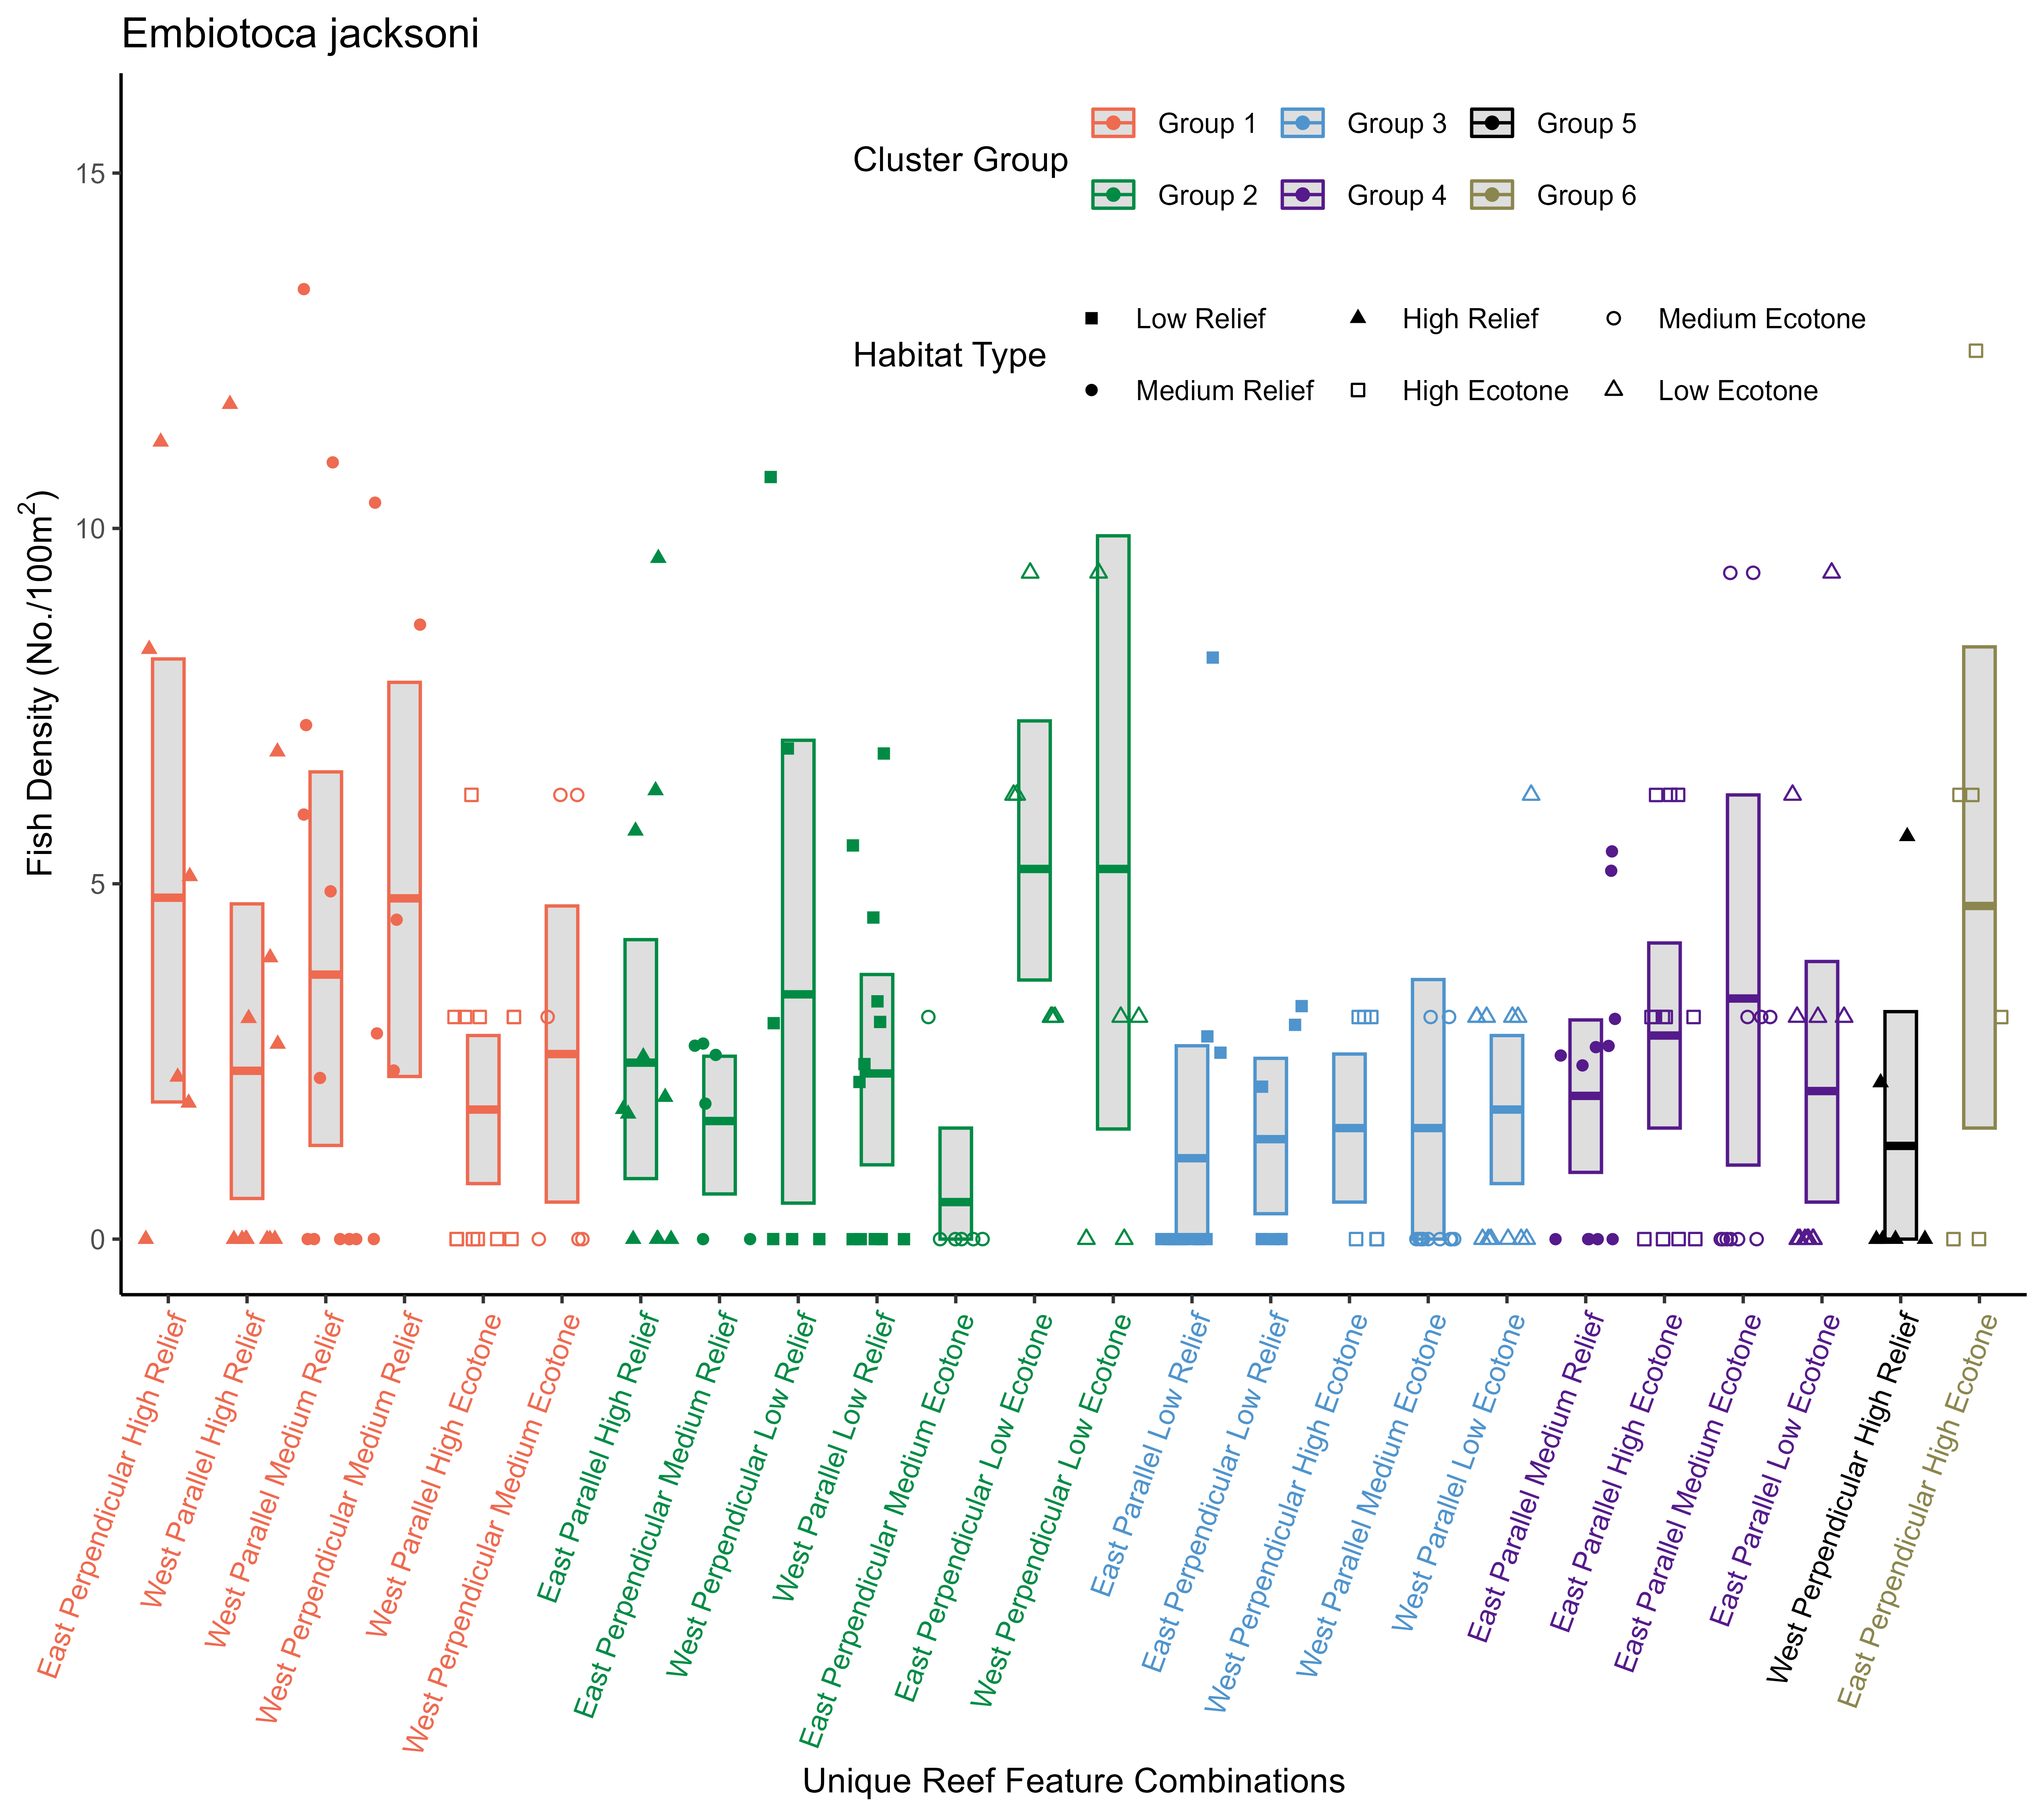 Embiotoca jacksoni
Cluster Group
Group 1
Group 3
Group 5
Group 2
Group 4
Group 6
Habitat Type
Low Relief
High Relief
Medium Ecotone
Medium Relief
High Ecotone
Low Ecotone
Fish Density (No./100m²)
15
10
5
0
East Perpendicular High Relief
West Parallel High Relief
West Parallel Medium Relief
West Perpendicular Medium Relief
West Parallel High Ecotone
West Perpendicular Medium Ecotone
East Parallel High Relief
East Perpendicular Medium Relief
West Perpendicular Low Relief
West Parallel Low Relief
East Perpendicular Medium Ecotone
East Perpendicular Low Ecotone
West Perpendicular Low Ecotone
East Parallel Low Relief
East Perpendicular Low Relief
West Perpendicular High Ecotone
West Parallel Medium Ecotone
West Parallel Low Ecotone
East Parallel Medium Relief
East Parallel High Ecotone
East Parallel Medium Ecotone
East Parallel Low Ecotone
West Perpendicular High Relief
East Perpendicular High Ecotone
Unique Reef Feature Combinations